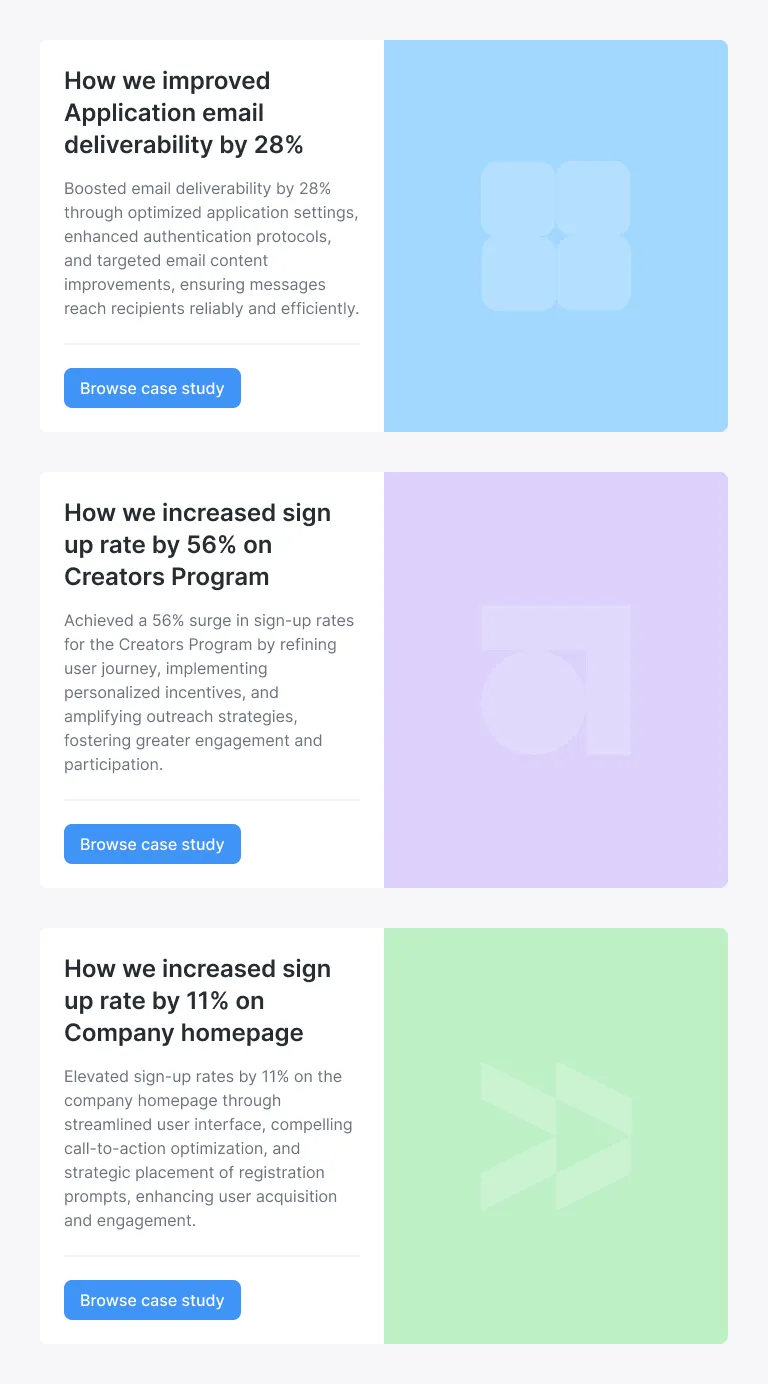 How we improved
Application email
deliverability by 28%
Boosted email deliverability by 28%
through optimized application settings,
enhanced authentication protocols,
and targeted email content
improvements, ensuring messages
reach recipients reliably and efficiently.
Browse case study
How we increased sign
up rate by 56% on
Creators Program
Achieved a 56% surge in sign-up rates
for the Creators Program by refining
user journey, implementing
personalized incentives, and
amplifying outreach strategies,
fostering greater engagement and
participation.
Browse case study
How we increased sign
up rate by 11% on
Company homepage
Elevated sign-up rates by 11% on the
company homepage through
streamlined user interface, compelling
call-to-action optimization, and
strategic placement of registration
prompts, enhancing user acquisition
and engagement.
Browse case study